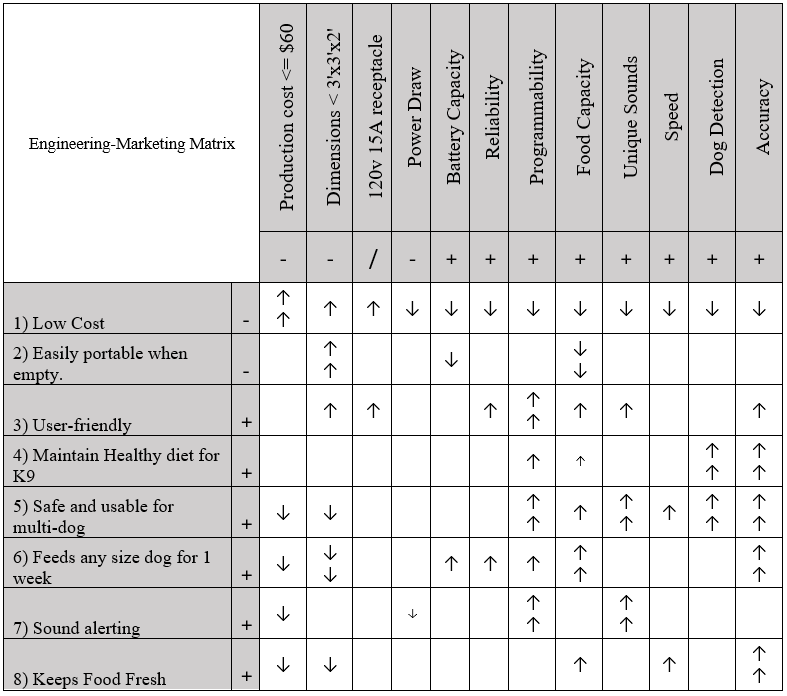 Engineering-Marketing Matrix
Production cost <= $60
Dimensions < 3'x3'x2'
120v 15A receptacle
Power Draw
Battery Capacity
Reliability
Programmability
Food Capacity
Unique Sounds
Speed
Dog Detection
Accuracy
- - / - + + + + + + + +
↑
↑ ↑ ↑ ↓ ↓ ↓ ↓ ↓ ↓ ↓ ↓ ↓
1) Low Cost -
2) Easily portable when ↑ ↓
empty. - ↑ ↓ ↓
↑
3) User-friendly + ↑ ↑ ↑ ↑ ↑ ↑ ↑
4) Maintain Healthy diet for ↑ ↑
K9 + ↑ ↑ ↑ ↑
5) Safe and usable for ↑ ↑ ↑ ↑
multi-dog + ↓ ↓ ↑ ↑ ↑ ↑ ↑ ↑
6) Feeds any size dog for 1 ↓ ↑ ↑
week + ↓ ↓ ↑ ↑ ↑ ↑ ↑
↑ ↑
7) Sound alerting + ↓ ↓ ↑ ↑
↑
8) Keeps Food Fresh + ↓ ↓ ↑ ↑ ↑